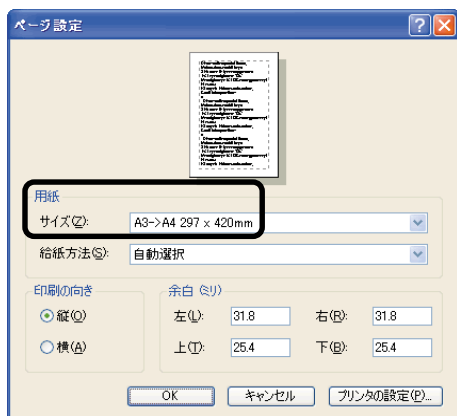 ページ設定
用紙
サイズ(Z): A3->A4 297 x 420mm
給紙方法(S): 自動選択
印刷の向き 余白 (ミリ)
縦(O) 左(L): 31.8 右(R): 31.8
横(A) 上(T): 25.4 下(B): 25.4
OK キャンセル プリンタの設定(P)...